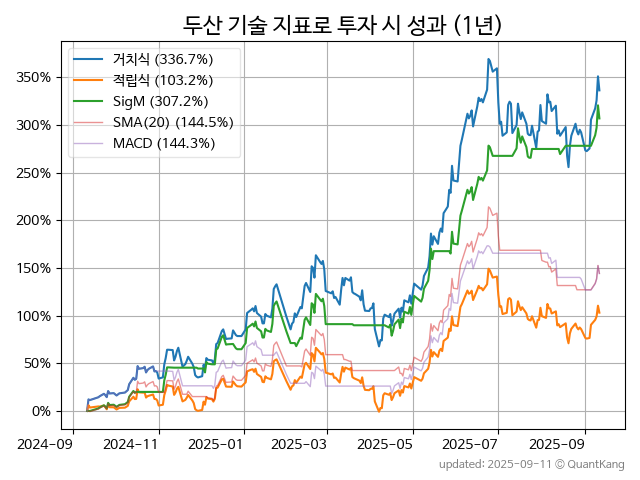 두산 기술 지표로 투자 시 성과 (1년)
거치식 (336.7%)
적립식 (103.2%)
SigM (307.2%)
SMA(20) (144.5%)
MACD (144.3%)
350%
300%
250%
200%
150%
100%
50%
0%
2024-09 2024-11 2025-01 2025-03 2025-05 2025-07 2025-09
updated: 2025-09-11 © QuantKang